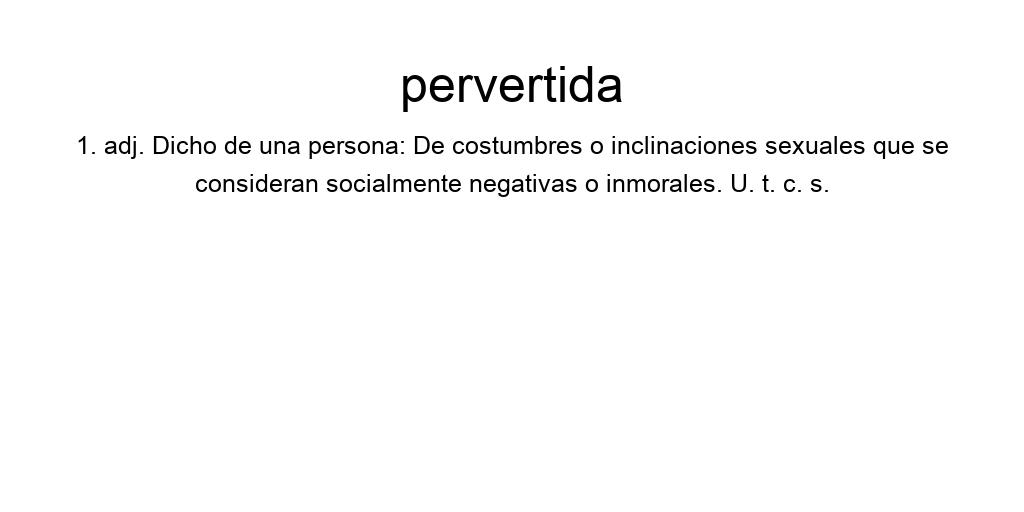 pervertida
1. adj. Dicho de una persona: De costumbres o inclinaciones sexuales que se
consideran socialmente negativas o inmorales. U. t. c. s.